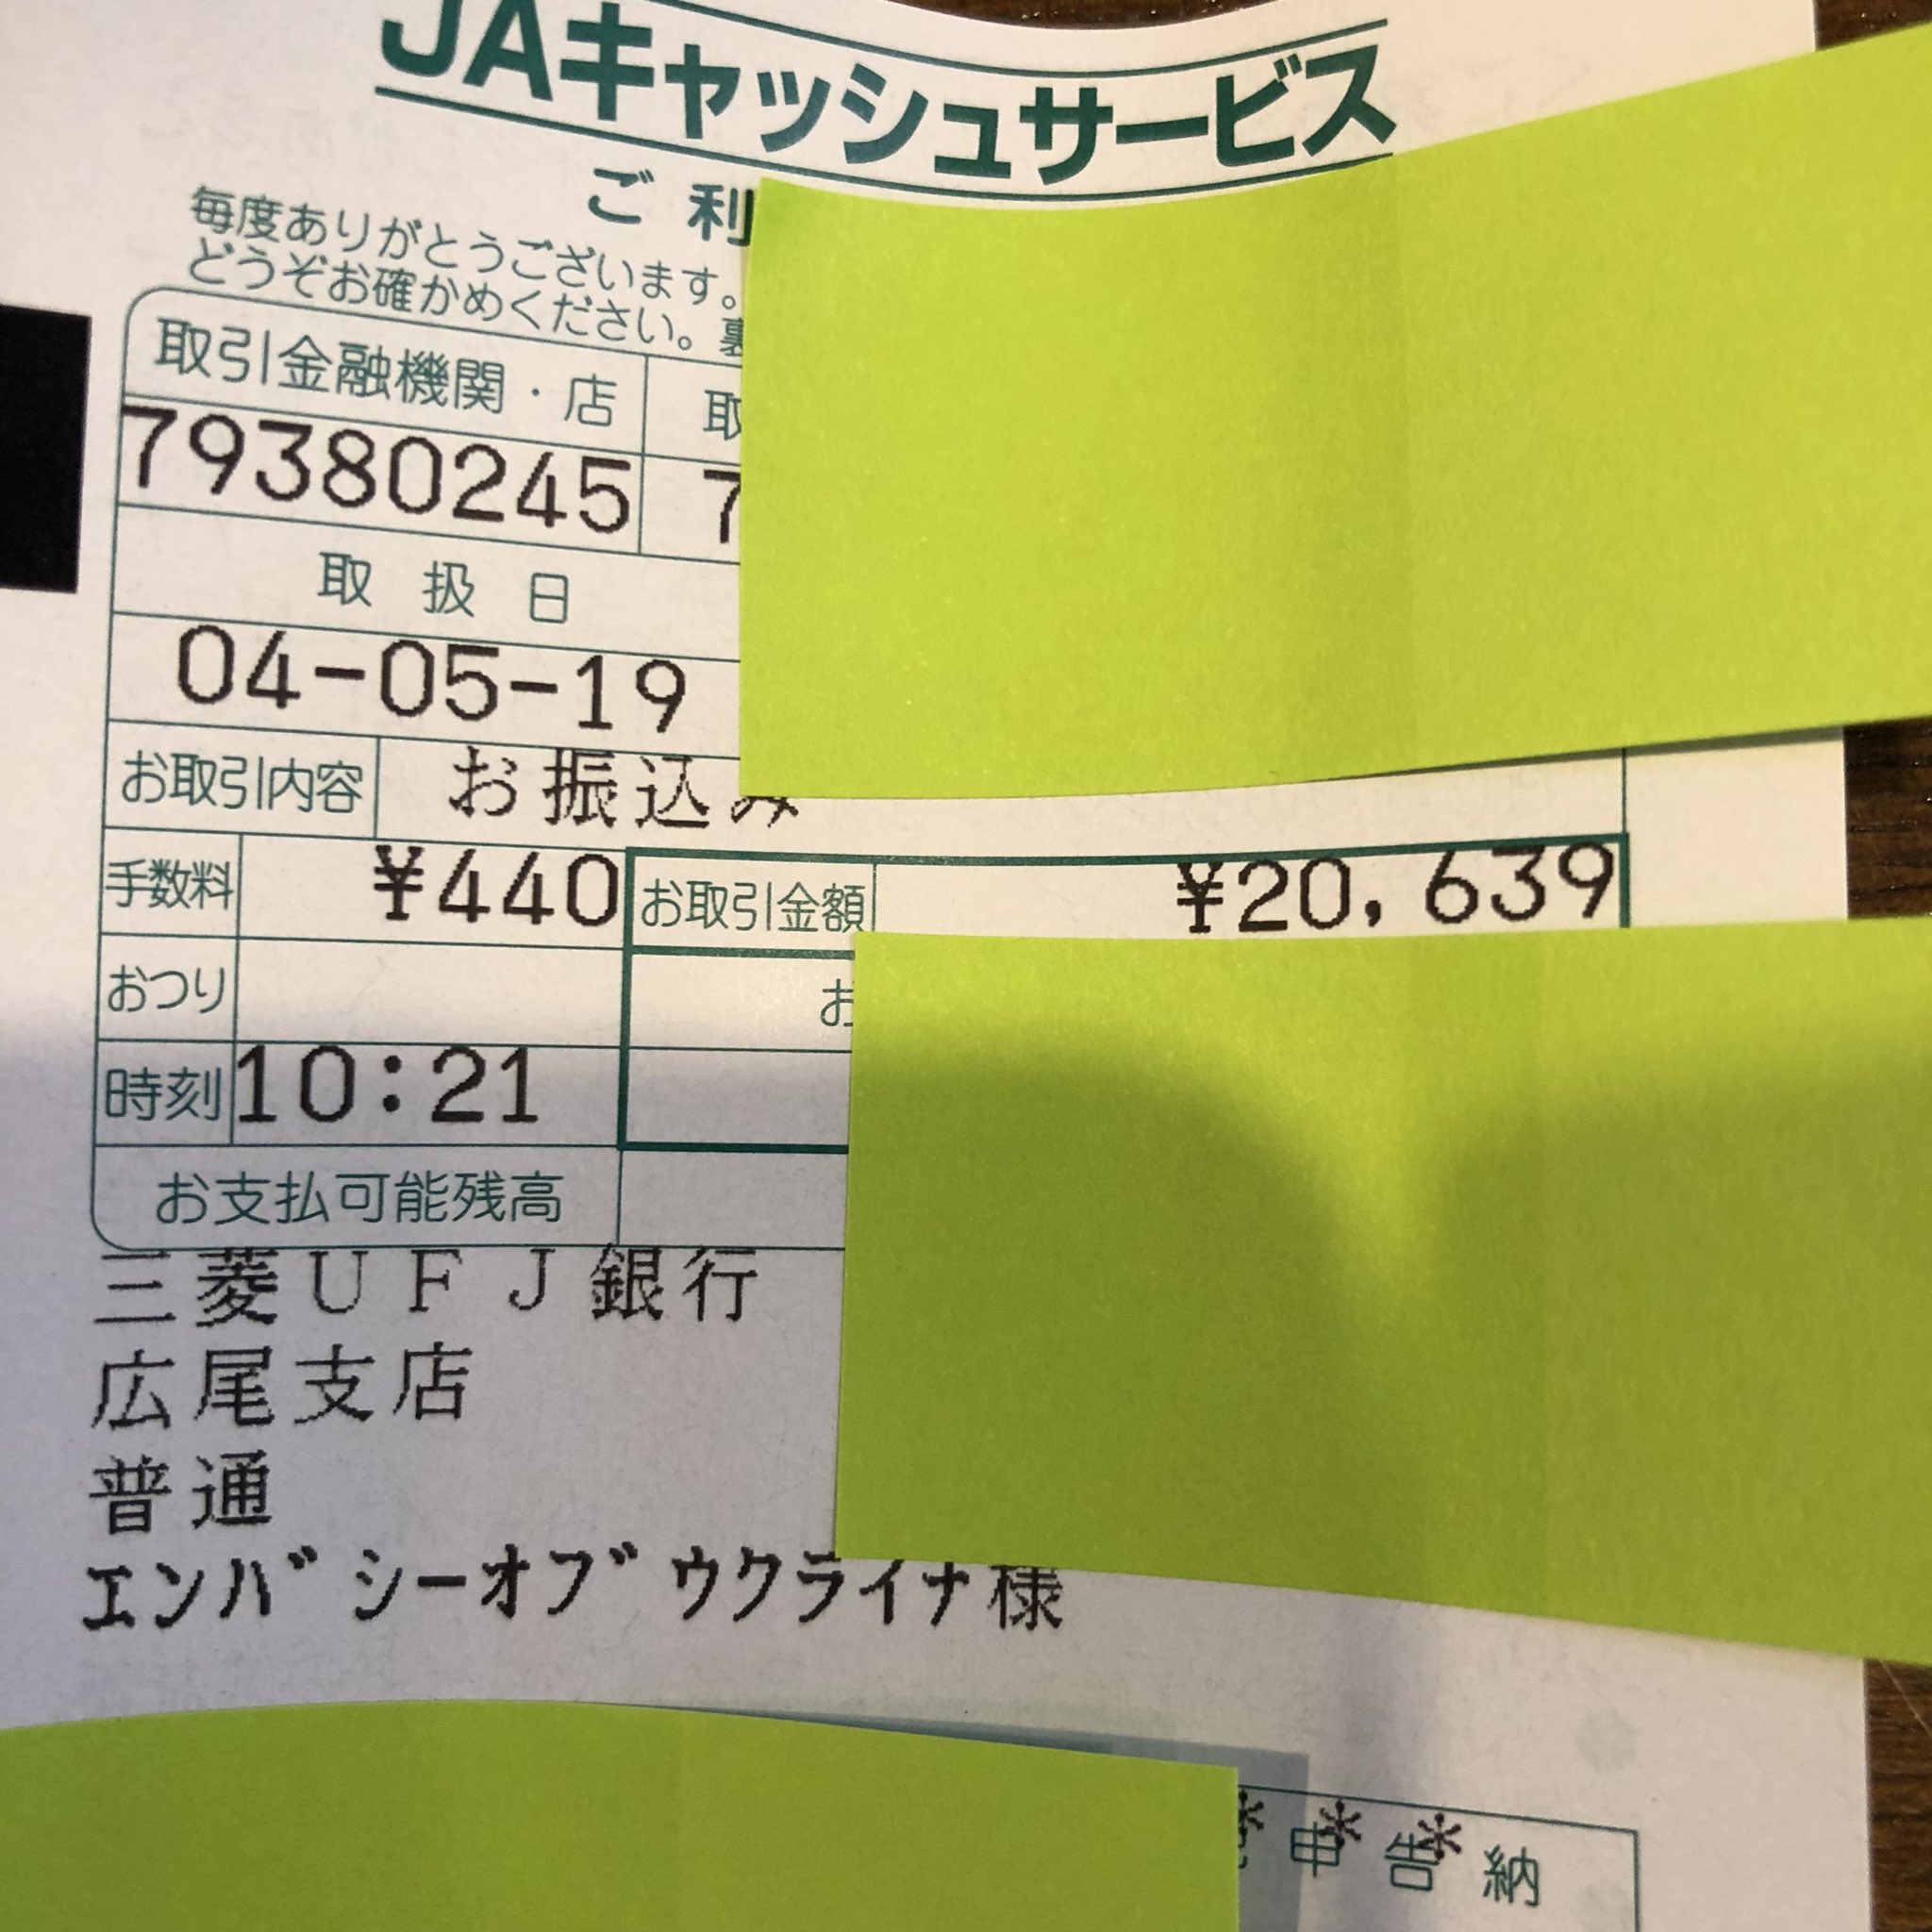 JAキャッシュサービス
ご利
毎度ありがとうございます。
どうぞお確かめください。裏
取引金融機関・店 取
79380245 7
取扱日
04-05-19
お取引内容 お振込み
手数料 ¥440 お取引金額 ¥20,639
おつり お
時刻 10:21
お支払可能残高
三菱UFJ銀行
広尾支店
普通
エンバシーオブウクライナ様
***
申告納